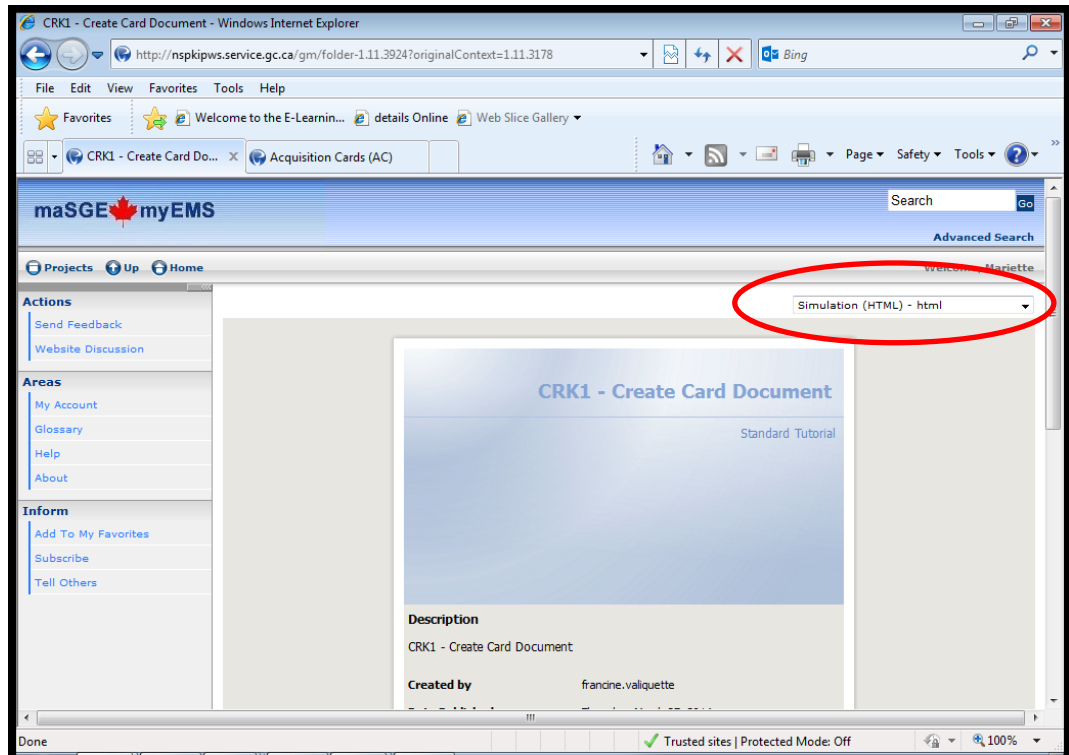 CRK1 - Create Card Document - Windows Internet Explorer
http://nspkipws.service.gc.ca/gm/folder-1.11.3924?originalContext=1.11.3178
Bing
File Edit View Favorites Tools Help
Favorites Welcome to the E-Learnin... details Online Web Slice Gallery
CRK1 - Create Card Do... X Acquisition Cards (AC) Page Safety Tools »
maSGE myEMS
Search Go
Advanced Search
Projects Up Home
Mariette
Actions
Simulation (HTML) - html
Send Feedback
Website Discussion
Areas
My Account
Glossary
Help
About
Inform
Add To My Favorites
Subscribe
Tell Others
CRK1 - Create Card Document
Standard Tutorial
Description
CRK1 - Create Card Document
Created by francine.valiquette
Done Trusted sites | Protected Mode: Off 100%